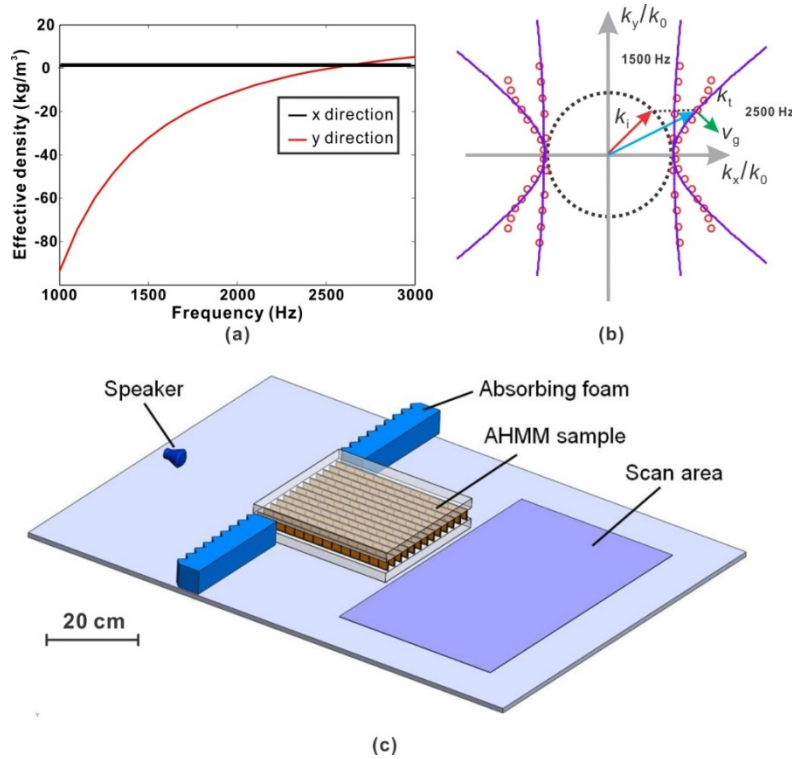 20
0
-20
-40
-60
-80
Effective density (kg/m³)
x direction
y direction
1000 1500 2000 2500 3000
Frequency (Hz)
(a)
k_y/k_0
1500 Hz
k_i
k_t
2500 Hz
v_g
k_x/k_0
(b)
Speaker
Absorbing foam
AHMM sample
Scan area
20 cm
Y
(c)